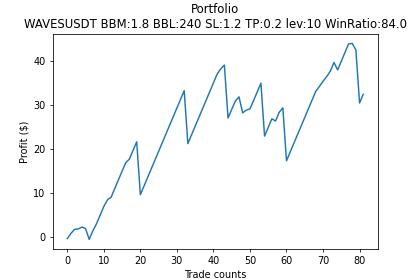 Portfolio
WAVESUSDT BBM:1.8 BBL:240 SL:1.2 TP:0.2 lev:10 WinRatio:84.0
Profit ($)
40
30
20
10
0
0 10 20 30 40 50 60 70 80
Trade counts